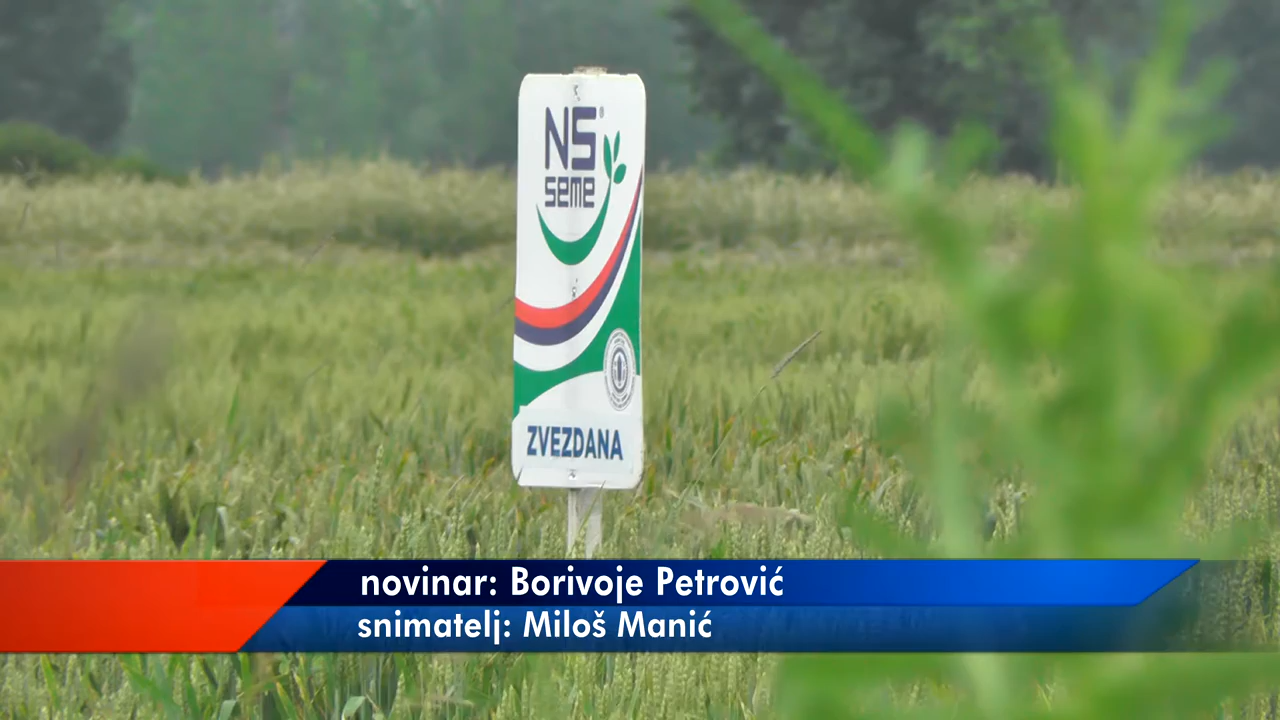 NS®
seme
ZVEZDANA
novinar: Borivoje Petrović
snimatelj: Miloš Manić